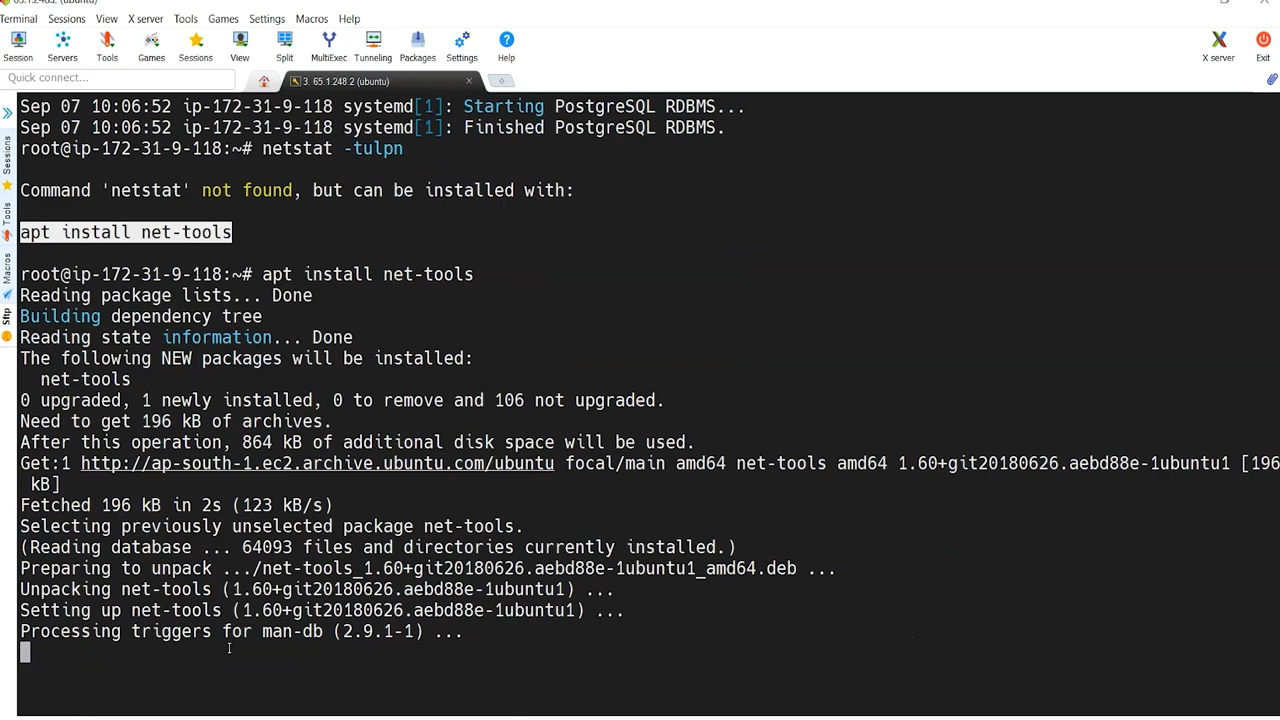 65.1.248.2 (ubuntu)
Terminal Sessions View X server Tools Games Settings Macros Help
Session Servers Tools Games Sessions View Split MultiExec Tunneling Packages Settings Help X server Exit
Quick connect...
3. 65.1.248.2 (ubuntu)
Sessions
Tools
Macros
Sftp
Sep 07 10:06:52 ip-172-31-9-118 systemd[1]: Starting PostgreSQL RDBMS...
Sep 07 10:06:52 ip-172-31-9-118 systemd[1]: Finished PostgreSQL RDBMS.
root@ip-172-31-9-118:~# netstat -tulpn
Command 'netstat' not found, but can be installed with:
apt install net-tools
root@ip-172-31-9-118:~# apt install net-tools
Reading package lists... Done
Building dependency tree
Reading state information... Done
The following NEW packages will be installed:
net-tools
0 upgraded, 1 newly installed, 0 to remove and 106 not upgraded.
Need to get 196 kB of archives.
After this operation, 864 kB of additional disk space will be used.
Get:1 http://ap-south-1.ec2.archive.ubuntu.com/ubuntu focal/main amd64 net-tools amd64 1.60+git20180626.aebd88e-1ubuntu1 [196
kB]
Fetched 196 kB in 2s (123 kB/s)
Selecting previously unselected package net-tools.
(Reading database ... 64093 files and directories currently installed.)
Preparing to unpack .../net-tools_1.60+git20180626.aebd88e-1ubuntu1_amd64.deb ...
Unpacking net-tools (1.60+git20180626.aebd88e-1ubuntu1) ...
Setting up net-tools (1.60+git20180626.aebd88e-1ubuntu1) ...
Processing triggers for man-db (2.9.1-1) ...